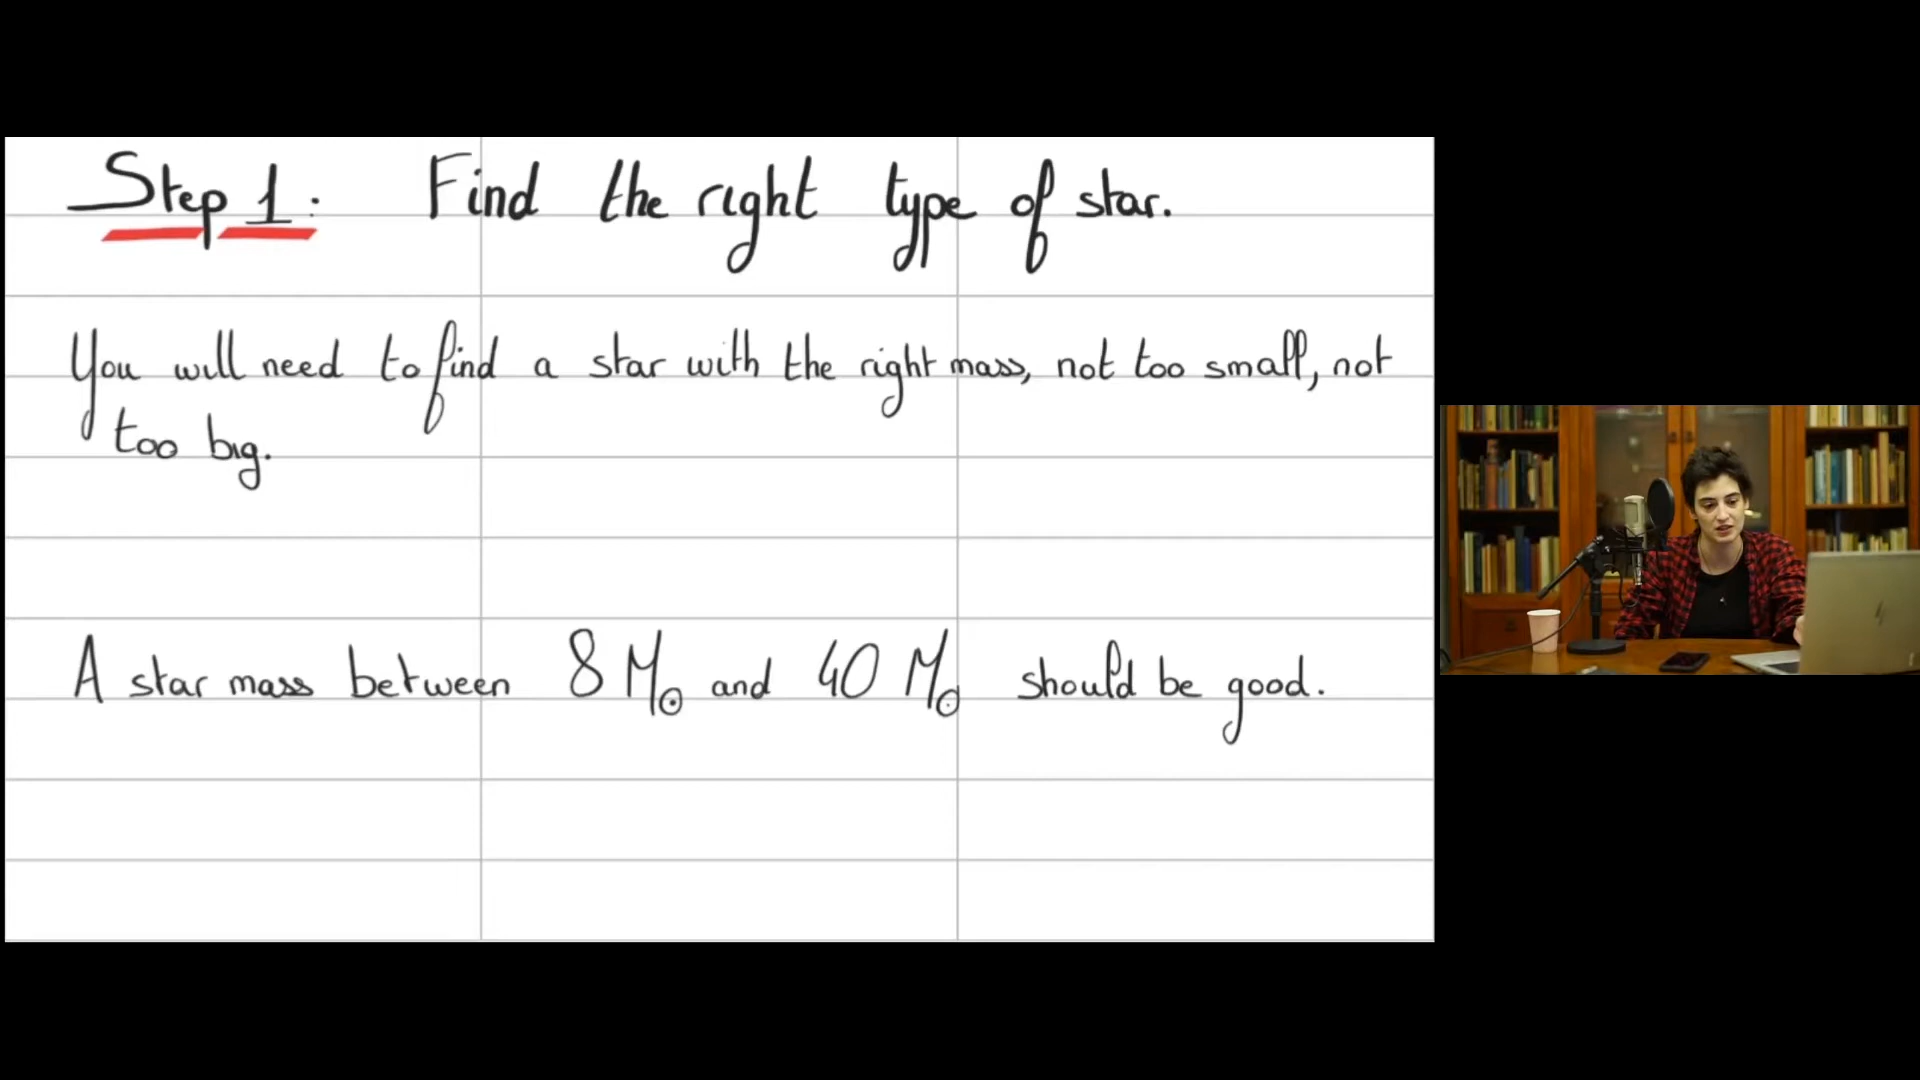 Step 1: Find the right type of star.
You will need to find a star with the right mass, not too small, not
too big.
A star mass between 8 M☉ and 40 M☉ should be good.